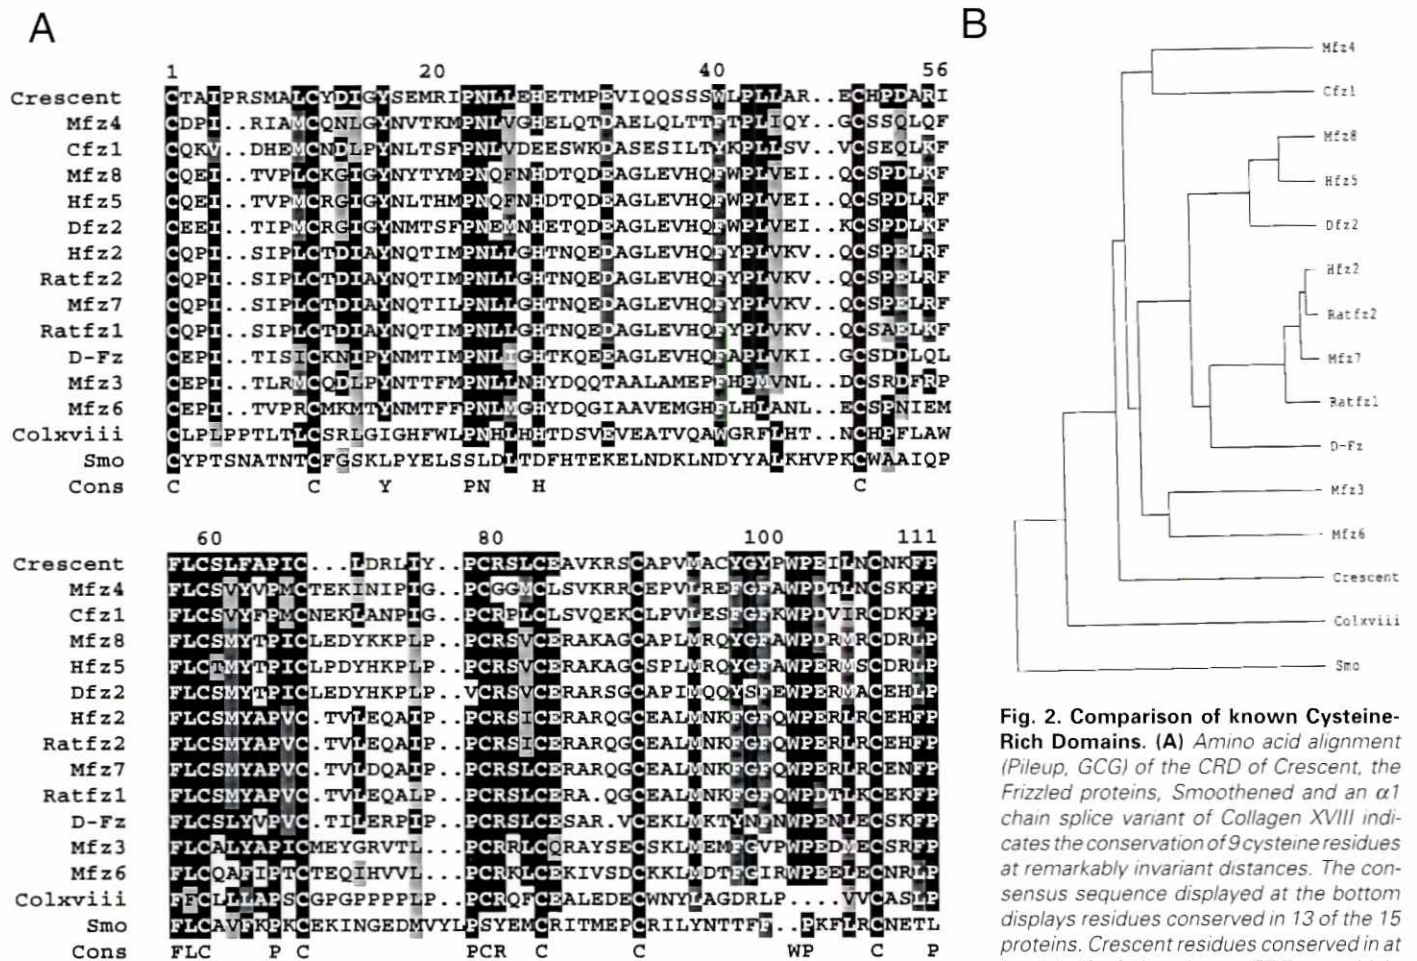 A
1 20 40 56
Crescent CTAIPRSMALCYDIGYSEMRIPNLLEHETMPEVIQQSSSWLPLLAR..ECHPDARI
Mfz4 CDPI..RIAMCQNLGYNVTKMPNLVGHELQTDAELQLTTFTPLIQY..GCSSQLQF
Cfz1 CQKV..DHEMCNDLPYNLTSFPNLVDEESWKDASESILTYKPLLSV..VCSEQLKF
Mfz8 CQEI..TVPLCKGIGYNYTYMPNQFNHDTQDEAGLEVHQFWPLVEI..QCSPDLKF
Hfz5 CQEI..TVPMCRGIGYNLTHMPNQFNHDTQDEAGLEVHQFWPLVEI..QCSPDLRF
Dfz2 CEEI..TIPMCRGIGYNMTSFPNEMNHETQDEAGLEVHQFWPLVEI..KCSPDLKF
Hfz2 CQPI..SIPLCTDIAYNQTIMPNLLGHTNQEDAGLEVHQFYPLVKV..QCSPELRF
Ratfz2 CQPI..SIPLCTDIAYNQTIMPNLLGHTNQEDAGLEVHQFYPLVKV..QCSPELRF
Mfz7 CQPI..SIPLCTDIAYNQTILPNLLGHTNQEDAGLEVHQFYPLVKV..QCSPELRF
Ratfz1 CQPI..SIPLCTDIAYNQTIMPNLLGHTNQEDAGLEVHQFYPLVKV..QCSAELKF
D-Fz CEPI..TISICKNIPYNMTIMPNLIGHTKQEEAGLEVHQFAPLVKI..GCSDDLQL
Mfz3 CEPI..TLRMCQDLPYNTTFMPNLLNHYDQQTAALAMEPFHPMVNL..DCSRDFRP
Mfz6 CEPI..TVPRCMKMTYNMTFFPNLMGHYDQGIAAVEMGHFLHLANL..ECSPNIEM
Colxviii CLPLPPTLTLCSRLGIGHFWLPNHLHHTDSVEVEATVQAWGRFLHT..NCHPFLAW
Smo CYPTSNATNTCFGSKLPYELSSLDLTDFHTEKELNDKLNDYYALKHVPKCWAAIQP
Cons C C Y PN H C
60 80 100 111
Crescent FLCSLFAPIC...LDRLIY..PCRSLCEAVKRSCAPVMACYGYPWPEILNCNKFP
Mfz4 FLCSVYVPMCTEKINIPIG..PCGGMCLSVKRRCEPVLREFGFAWPDTLNCSKFP
Cfz1 FLCSVYFPMCNEKLANPIG..PCRPLCLSVQEKCLPVLESFGFKWPDVIRCDKFP
Mfz8 FLCSMYTPICLEDYKKPLP..PCRSVCERAKAGCAPLMRQYGFAWPDRMRCDRLP
Hfz5 FLCTMYTPICLPDYHKPLP..PCRSVCERAKAGCSPLMRQYGFAWPERMSCDRLP
Dfz2 FLCSMYTPICLEDYHKPLP..VCRSVCERARSGCAPIMQQYSFEWPERMACEHLP
Hfz2 FLCSMYAPVC.TVLEQAIP..PCRSICERARQGCEALMNKFGFQWPERLRCEHFP
Ratfz2 FLCSMYAPVC.TVLEQAIP..PCRSICERARQGCEALMNKFGFQWPERLRCEHFP
Mfz7 FLCSMYAPVC.TVLDQAIP..PCRSLCERARQGCEALMNKFGFQWPERLRCENFP
Ratfz1 FLCSMYAPVC.TVLEQALP..PCRSLCERA.QGCEALMNKFGFQWPDTLKCEKFP
D-Fz FLCSLYVPVC.TILERPIP..PCRSLCESAR.VCEKLMKTYNFNWPENLECSKFP
Mfz3 FLCALYAPICMEYGRVTL...PCRRLCQRAYSECSKLMEMFGVPWPEDMECSRFP
Mfz6 FLCQAFIPTCTEQIHVVL...PCRKLCEKIVSDCKKLMDTFGIRWPEELECNRLP
Colxviii FFCLLLAPSCGPGPPPPLP..PCRQFCEALEDECWNYLAGDRLP....VVCASLP
Smo FLCAVFKPKCEKINGEDMVYLPSYEMCRITMEPCRILYNTTFF..PKFLRCNETL
Cons FLC P C PCR C C WP C P
B
Mfz4
Cfz1
Mfz8
Hfz5
Dfz2
Hfz2
Ratfz2
Mfz7
Ratfz1
D-Fz
Mfz3
Mfz6
Crescent
Colxviii
Smo
Fig. 2. Comparison of known Cysteine-
Rich Domains. (A) Amino acid alignment
(Pileup, GCG) of the CRD of Crescent, the
Frizzled proteins, Smoothened and an α1
chain splice variant of Collagen XVIII indi-
cates the conservation of 9 cysteine residues
at remarkably invariant distances. The con-
sensus sequence displayed at the bottom
displays residues conserved in 13 of the 15
proteins. Crescent residues conserved in at